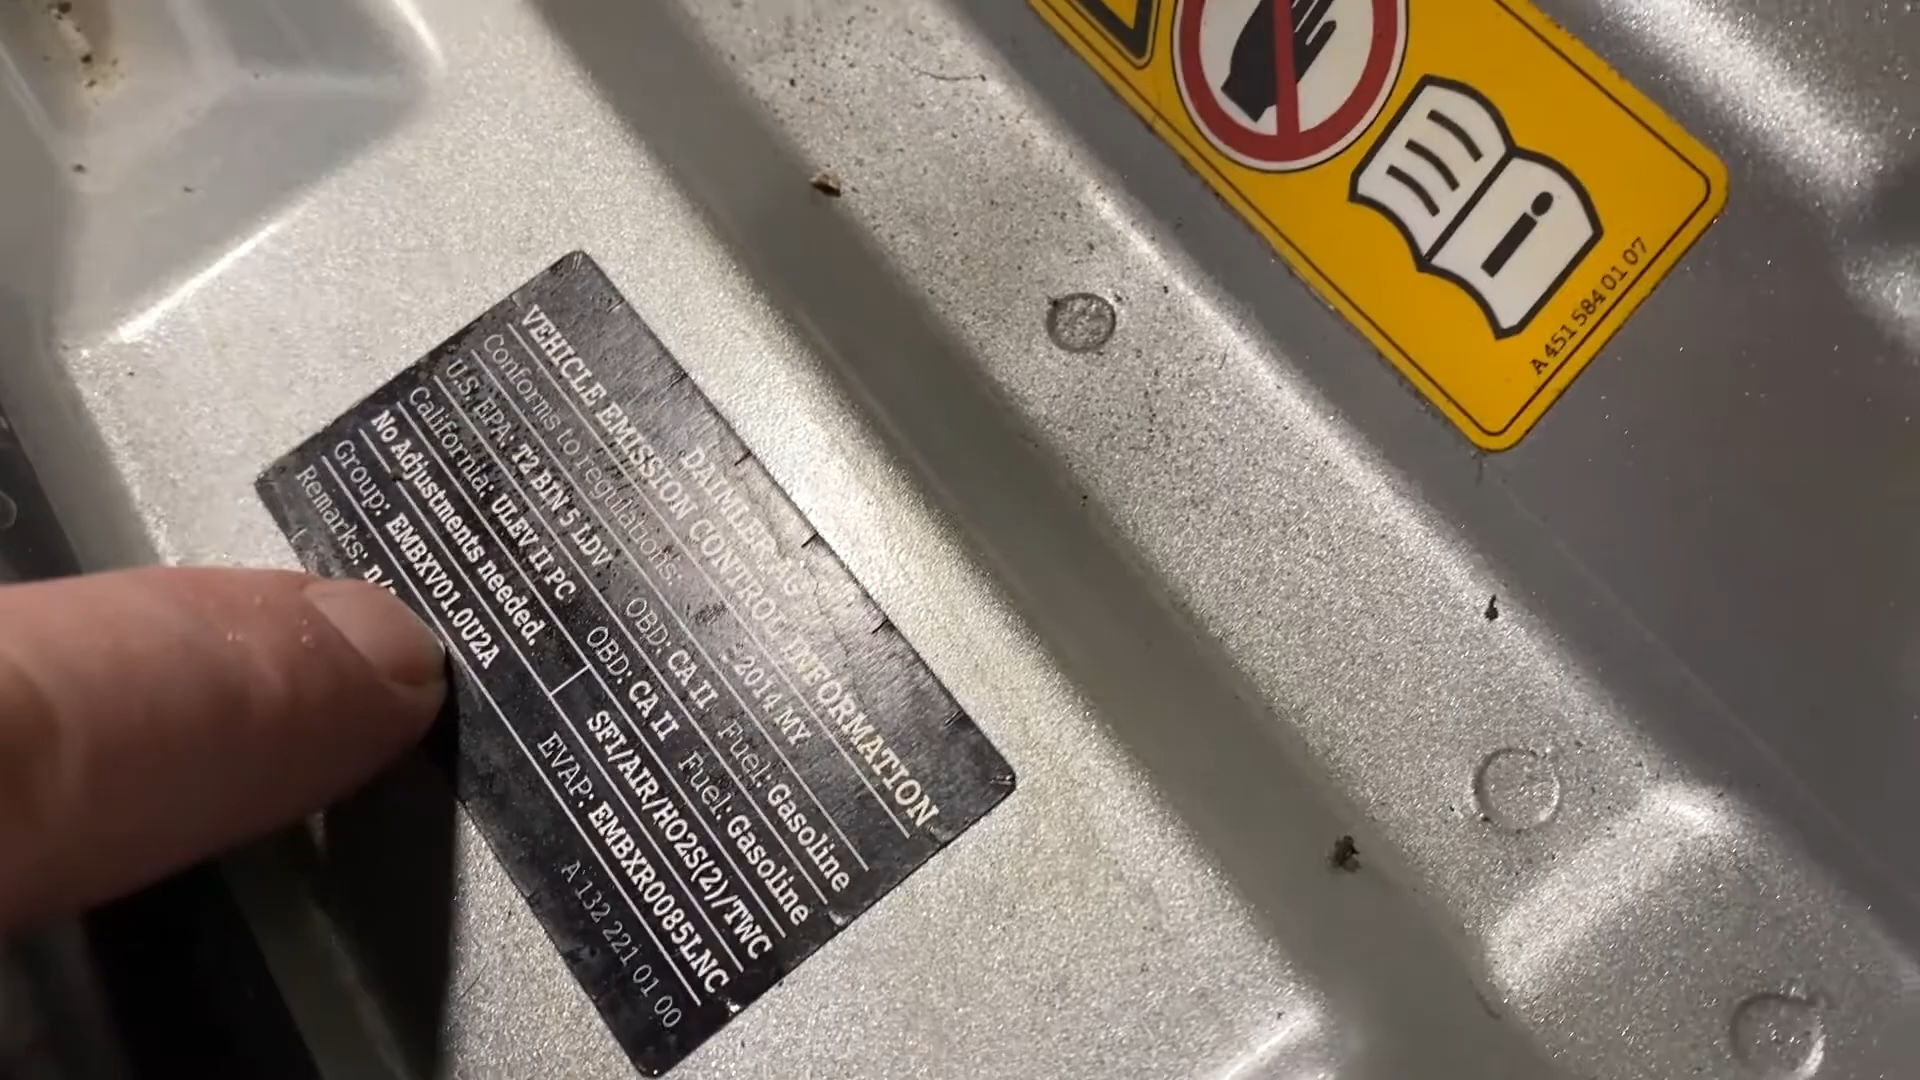 DAIMLER AG
VEHICLE EMISSION CONTROL INFORMATION
Conforms to regulations: 2014 MY
U.S. EPA: T2 BIN 5 LDV OBD: CA II Fuel: Gasoline
California: ULEV II PC OBD: CA II Fuel: Gasoline
No Adjustments needed. SFI/AIR/HO2S(2)/TWC
Group: EMBXV01.0U2A EVAP: EMBXR0085LNC
Remarks: A 132 221 01 00
i
A 451 584 01 07